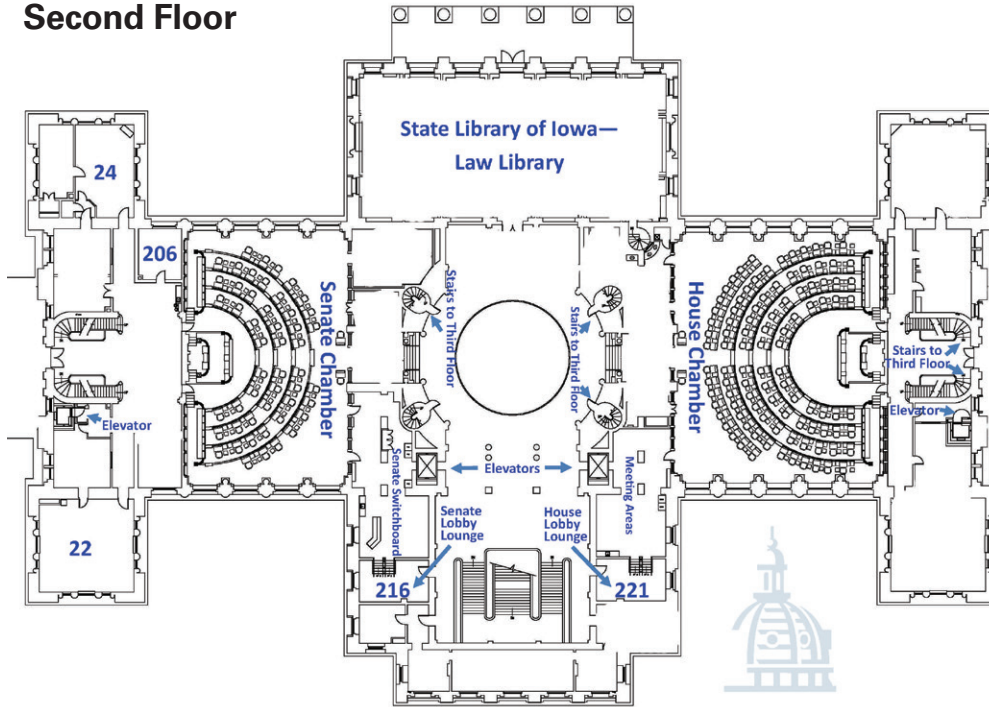 Second Floor
State Library of Iowa—
Law Library
24
206
Senate Chamber
Stairs to Third Floor
Stairs to Third Floor
House Chamber
Stairs to
Third Floor
Elevator
Elevator
Senate Switchboard
Elevators
Meeting Areas
Senate
Lobby
Lounge
House
Lobby
Lounge
22
216
221